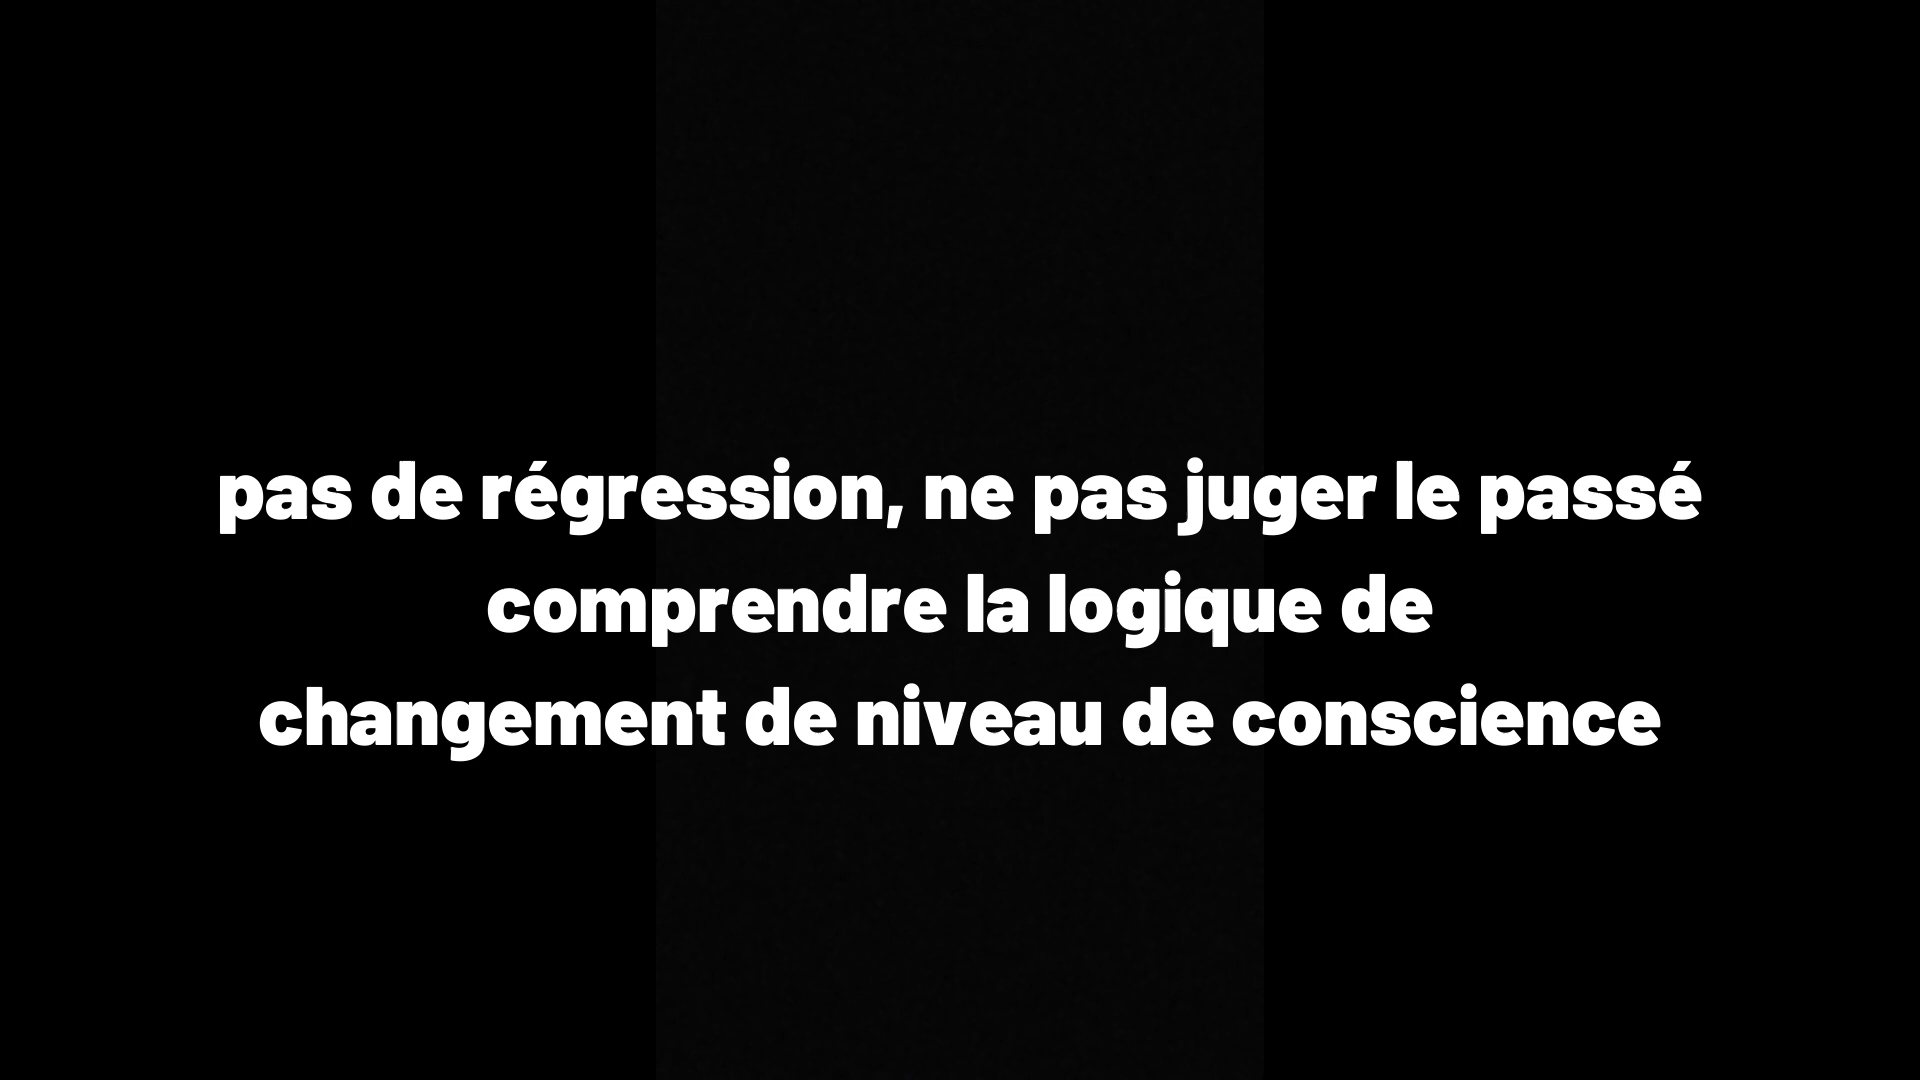 pas de régression, ne pas juger le passé
comprendre la logique de
changement de niveau de conscience